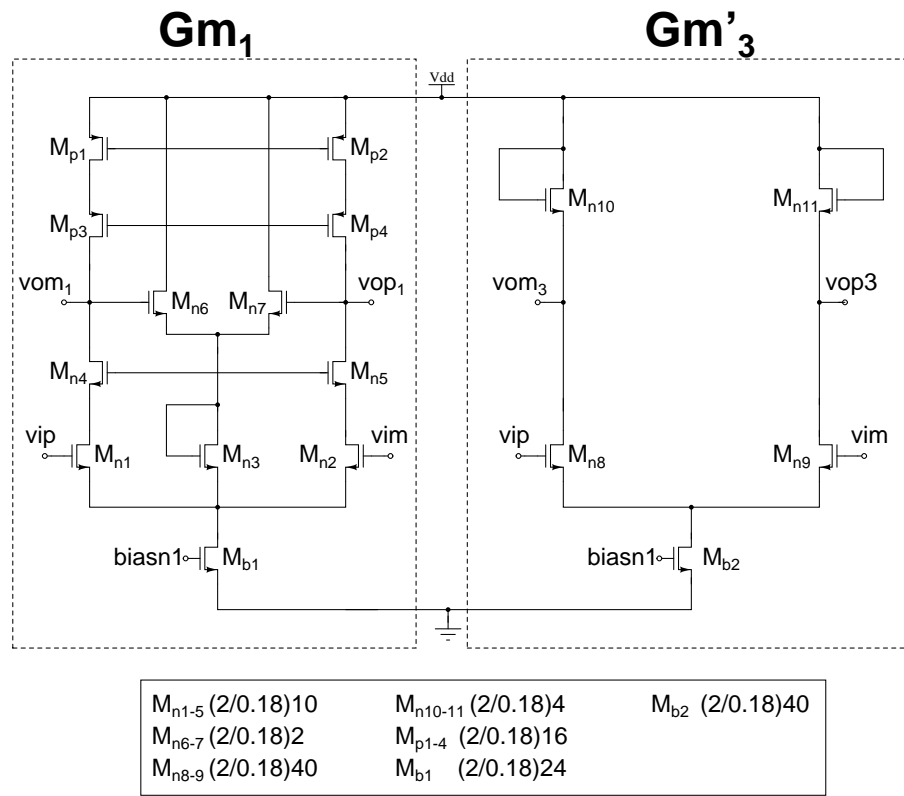 Gm1 Gm’3
Vdd
Mp1 Mp2
Mn10 Mn11
Mp3 Mp4
vom1 Mn6 Mn7 vop1 vom3 vop3
Mn4 Mn5
vip Mn1 Mn3 Mn2 vim vip Mn8 Mn9 vim
biasn1 Mb1 biasn1 Mb2
Mn1-5 (2/0.18)10 Mn10-11 (2/0.18)4 Mb2 (2/0.18)40
Mn6-7 (2/0.18)2 Mp1-4 (2/0.18)16
Mn8-9 (2/0.18)40 Mb1 (2/0.18)24